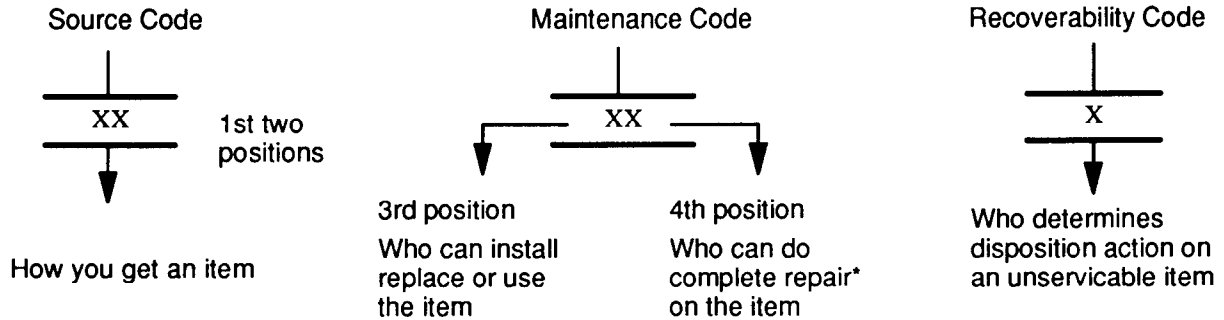 Source Code
XX
1st two
positions
How you get an item
Maintenance Code
XX
3rd position
Who can install
replace or use
the item
4th position
Who can do
complete repair*
on the item
Recoverability Code
X
Who determines
disposition action on
an unservicable item